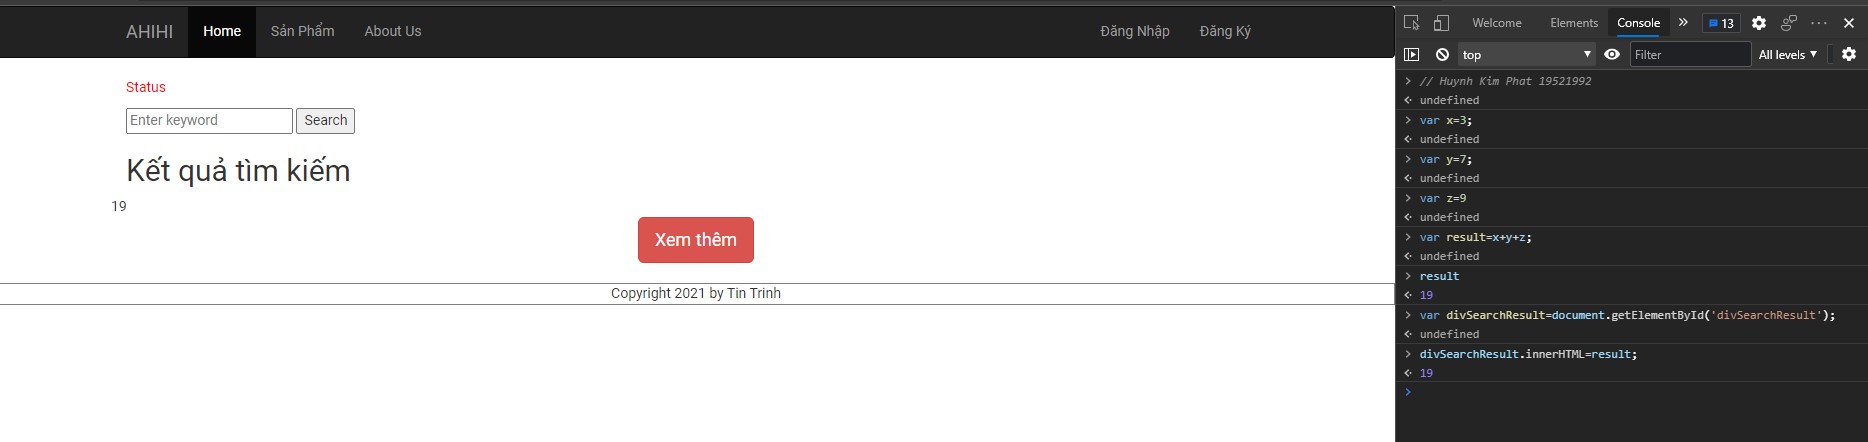 AHIHI Home Sản Phẩm About Us Đăng Nhập Đăng Ký
Status
Enter keyword Search
Kết quả tìm kiếm
19
Xem thêm
Copyright 2021 by Tin Trinh
Welcome Elements Console 13
top Filter All levels
// Huynh Kim Phat 19521992
undefined
var x=3;
undefined
var y=7;
undefined
var z=9
undefined
var result=x+y+z;
undefined
result
19
var divSearchResult=document.getElementById('divSearchResult');
undefined
divSearchResult.innerHTML=result;
19